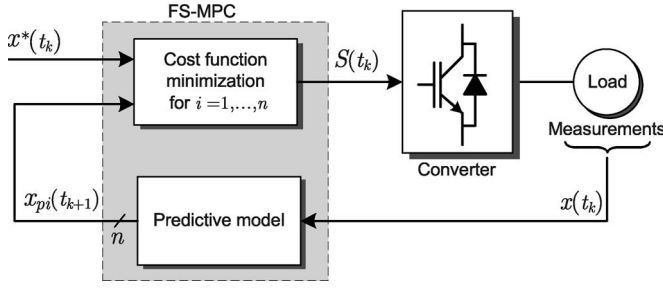 FS-MPC
x*(t_k)
Cost function
minimization
for i=1,...,n
S(t_k)
Load
Measurements
Converter
x_{pi}(t_{k+1})
n
Predictive model
x(t_k)